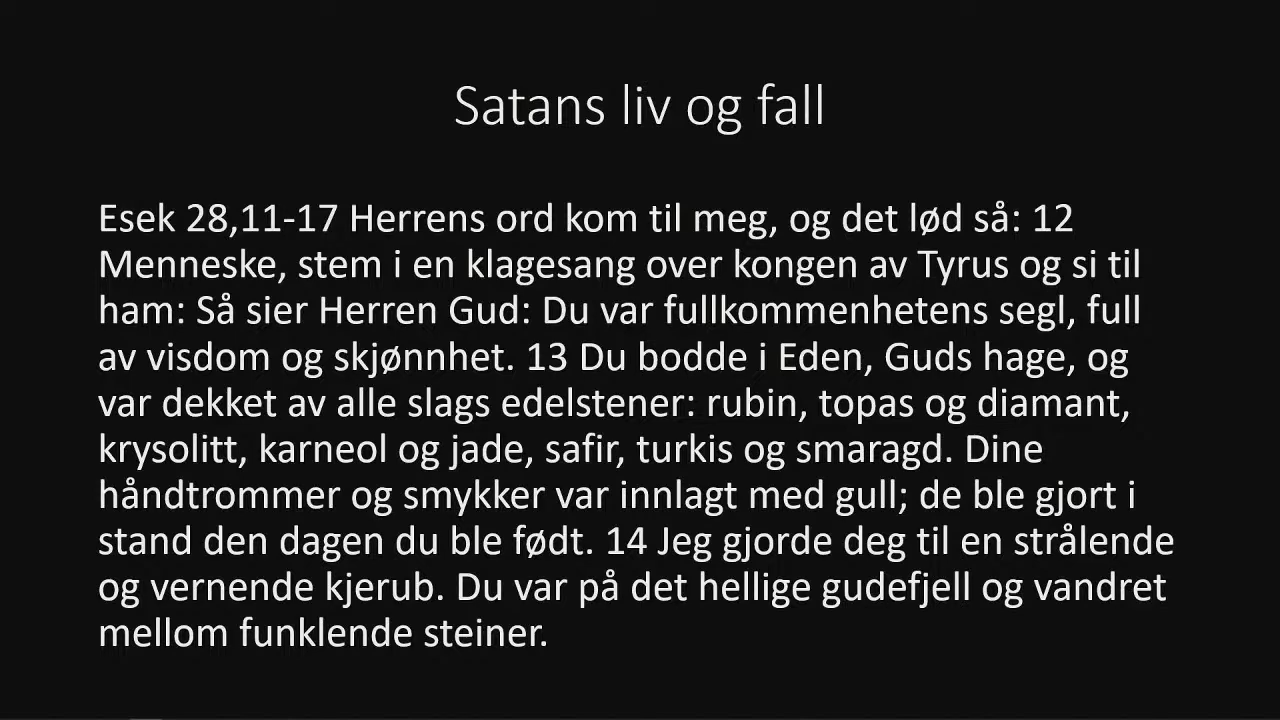 Satans liv og fall
Esek 28,11-17 Herrens ord kom til meg, og det lød så: 12
Menneske, stem i en klagesang over kongen av Tyrus og si til
ham: Så sier Herren Gud: Du var fullkommenhetens segl, full
av visdom og skjønnhet. 13 Du bodde i Eden, Guds hage, og
var dekket av alle slags edelstener: rubin, topas og diamant,
krysolitt, karneol og jade, safir, turkis og smaragd. Dine
håndtrommer og smykker var innlagt med gull; de ble gjort i
stand den dagen du ble født. 14 Jeg gjorde deg til en strålende
og vernende kjerub. Du var på det hellige gudefjell og vandret
mellom funklende steiner.